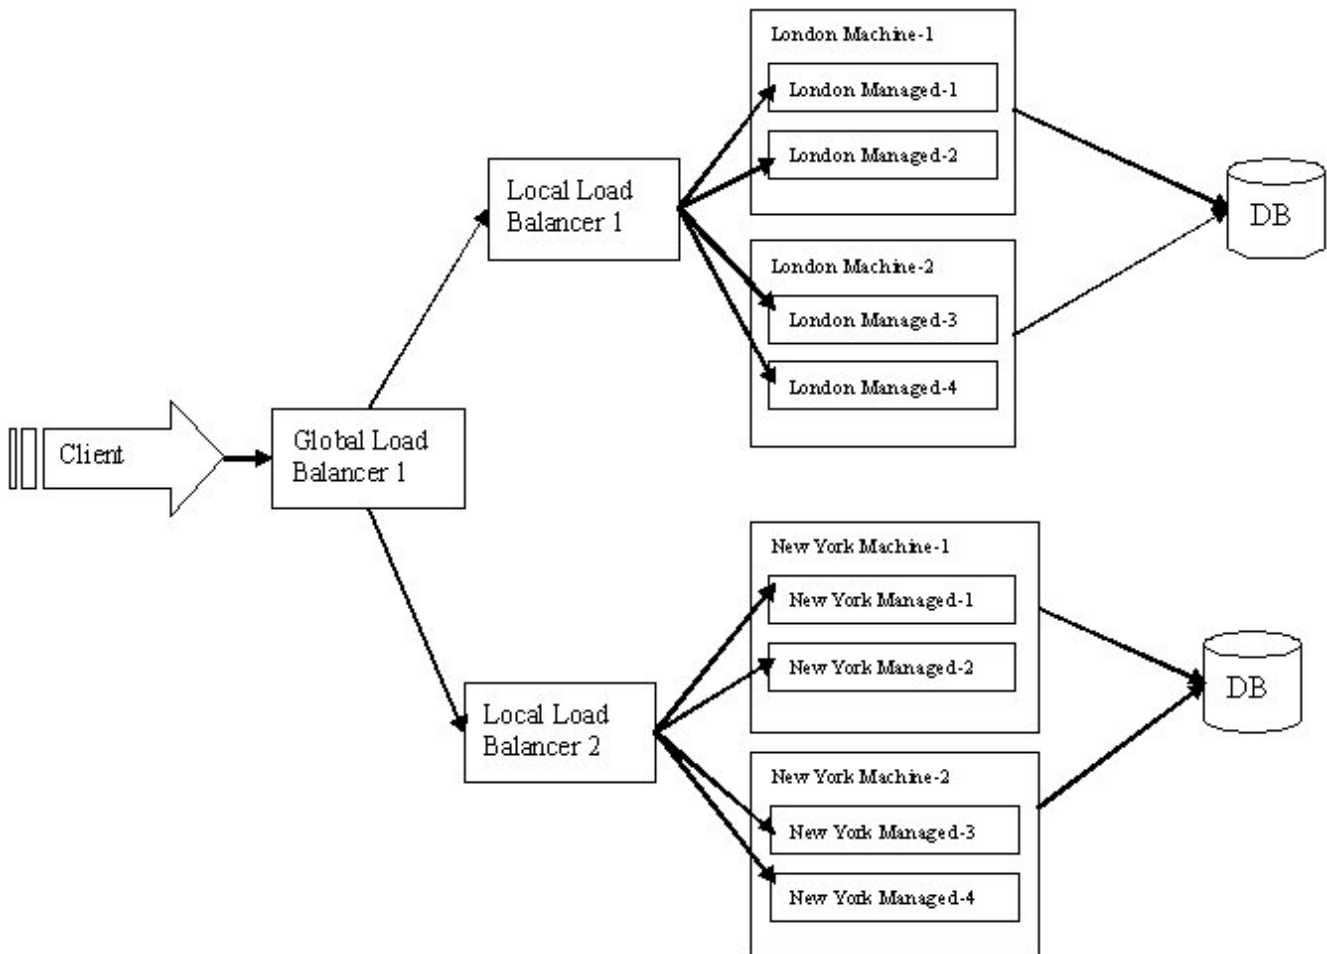 Client
Global Load
Balancer 1
Local Load
Balancer 1
London Machine-1
London Managed-1
London Managed-2
London Machine-2
London Managed-3
London Managed-4
DB
Local Load
Balancer 2
New York Machine-1
New York Managed-1
New York Managed-2
New York Machine-2
New York Managed-3
New York Managed-4
DB